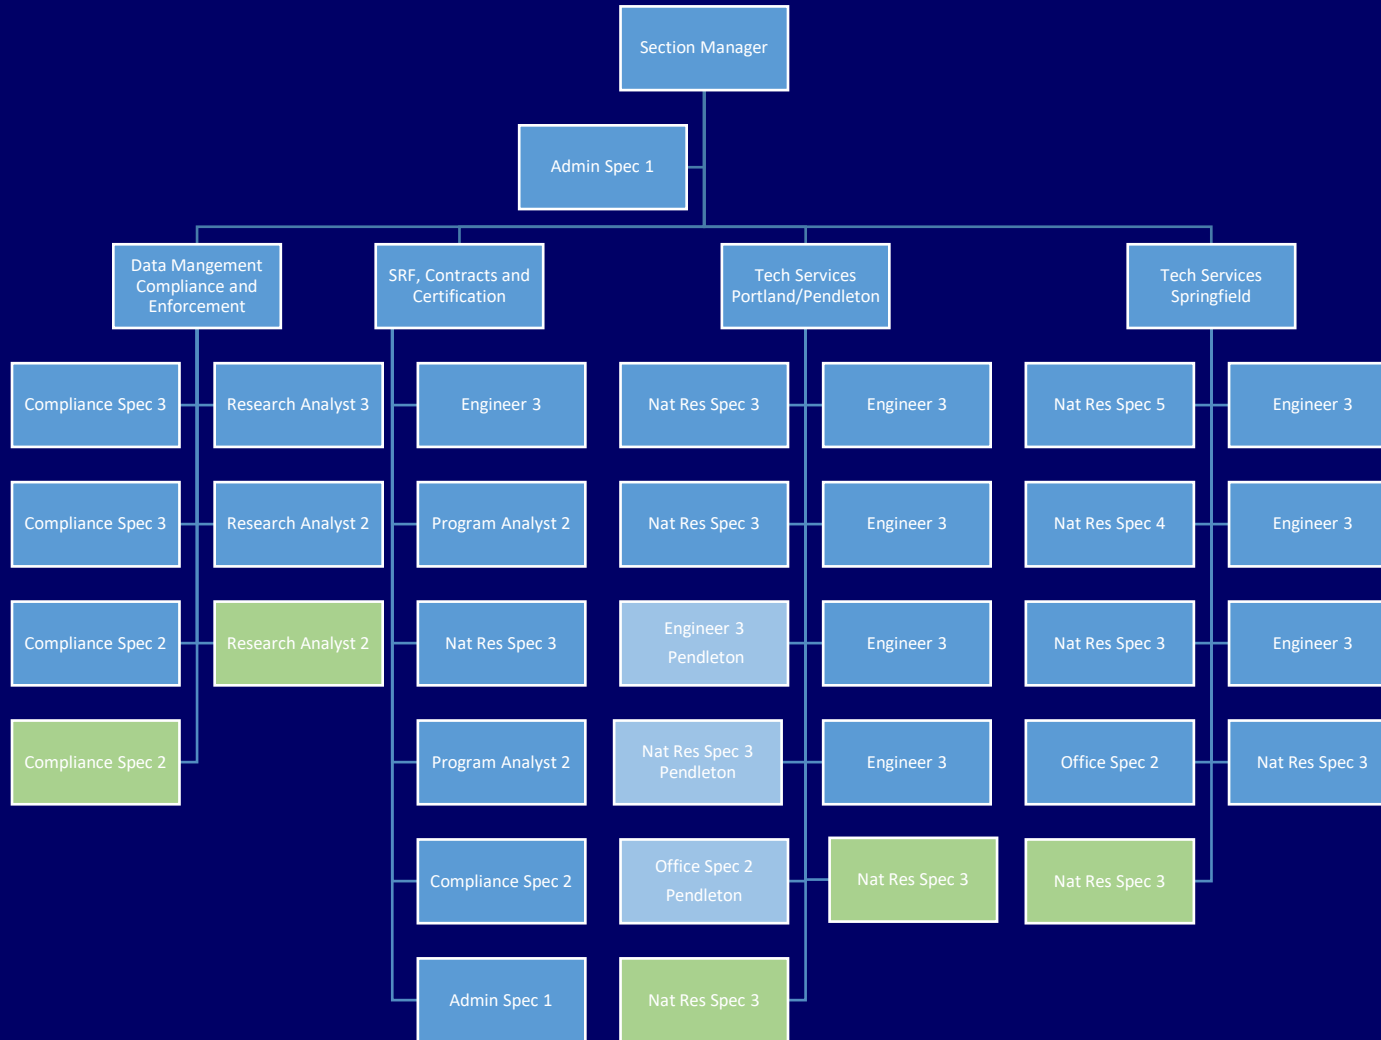 Section Manager
Admin Spec 1
Data Mangement
Compliance and
Enforcement
SRF, Contracts and
Certification
Tech Services
Portland/Pendleton
Tech Services
Springfield
Compliance Spec 3
Research Analyst 3
Engineer 3
Nat Res Spec 3
Engineer 3
Nat Res Spec 5
Engineer 3
Compliance Spec 3
Research Analyst 2
Program Analyst 2
Nat Res Spec 3
Engineer 3
Nat Res Spec 4
Engineer 3
Compliance Spec 2
Research Analyst 2
Nat Res Spec 3
Engineer 3
Pendleton
Engineer 3
Nat Res Spec 3
Engineer 3
Compliance Spec 2
Program Analyst 2
Nat Res Spec 3
Pendleton
Engineer 3
Office Spec 2
Nat Res Spec 3
Compliance Spec 2
Office Spec 2
Pendleton
Nat Res Spec 3
Nat Res Spec 3
Admin Spec 1
Nat Res Spec 3